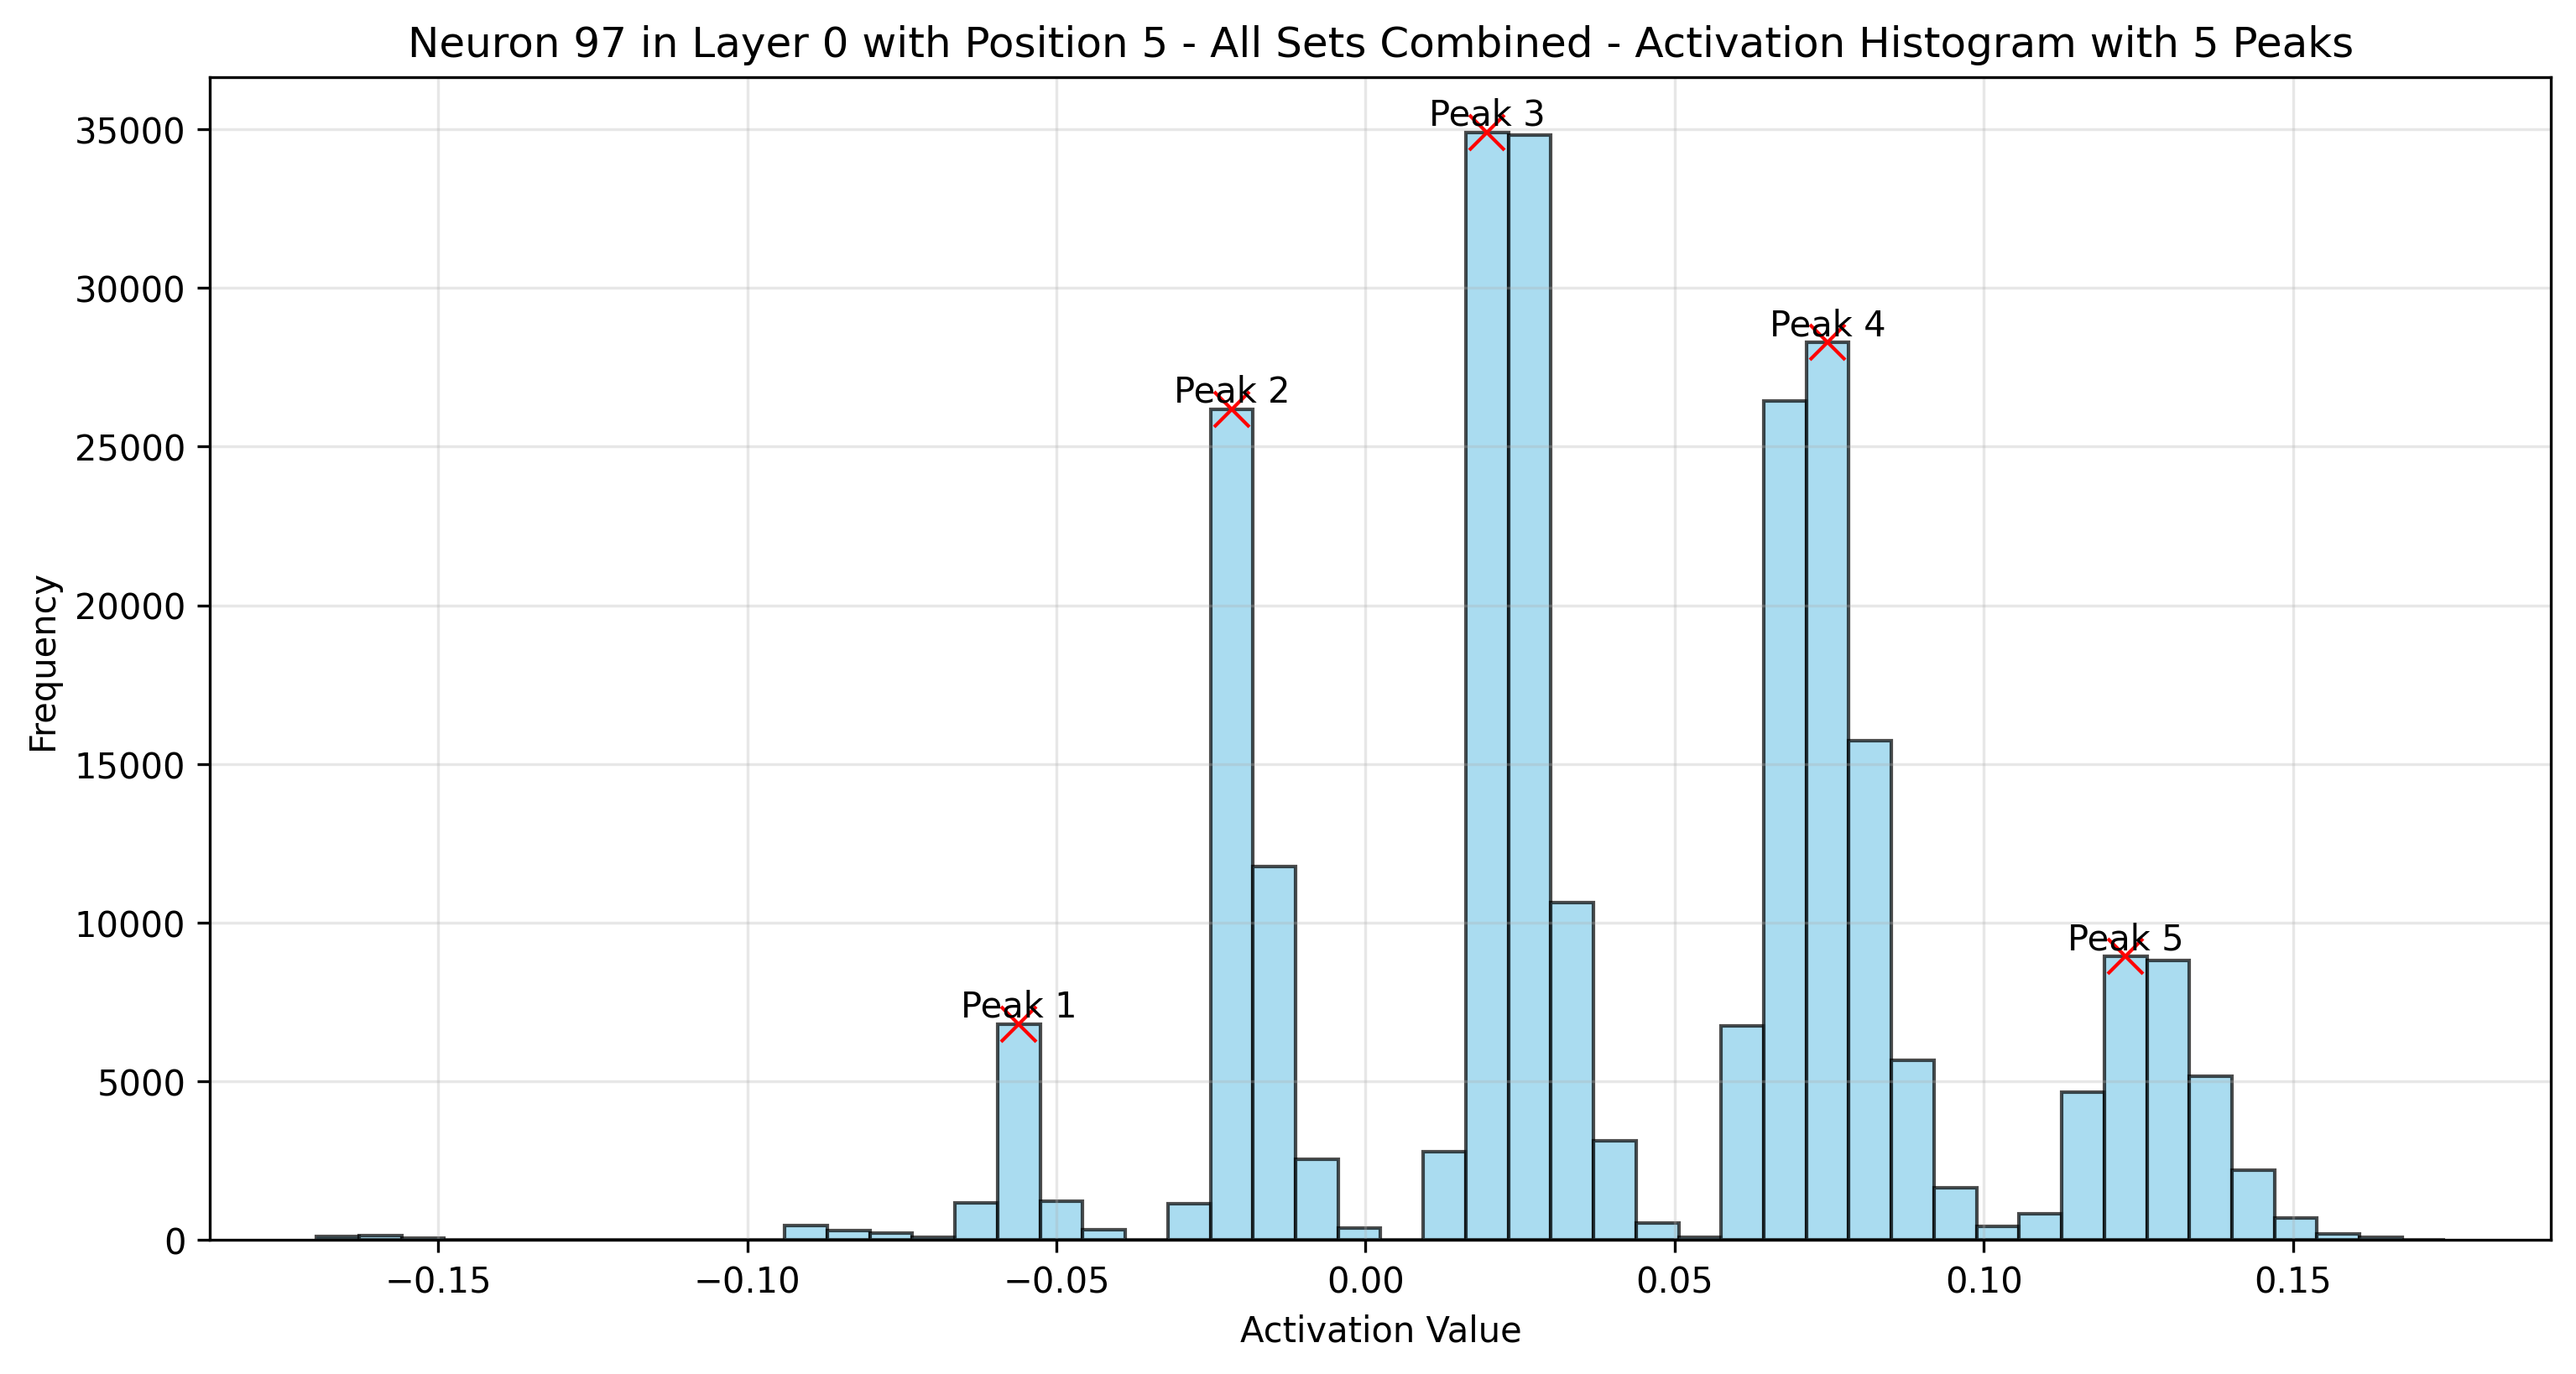 Neuron 97 in Layer 0 with Position 5 - All Sets Combined - Activation Histogram with 5 Peaks
Peak 3
35000
30000
Peak 4
Peak 2
25000
20000
Frequency
15000
10000
Peak 5
Peak 1
5000
0
−0.15
−0.10
−0.05
0.00
0.05
0.10
0.15
Activation Value